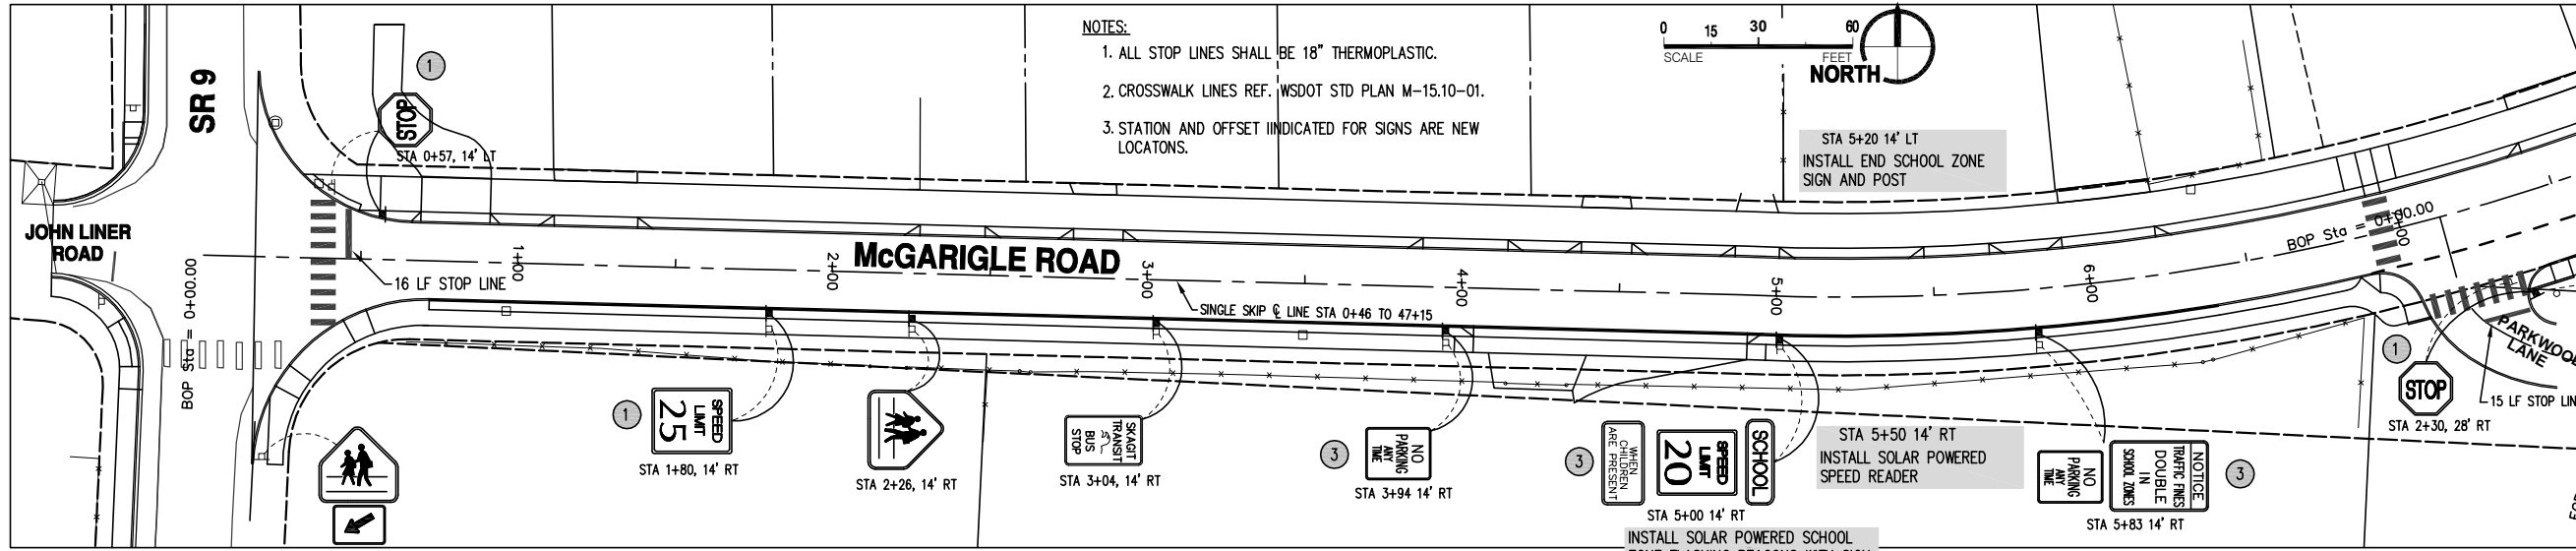 NOTES:
1. ALL STOP LINES SHALL BE 18" THERMOPLASTIC.
2. CROSSWALK LINES REF. WSDOT STD PLAN M-15.10-01.
3. STATION AND OFFSET IINDICATED FOR SIGNS ARE NEW
LOCATONS.
0 15 30 60
SCALE FEET
NORTH
SR 9
1
STOP
STA 0+57, 14' LT
STA 5+20 14' LT
INSTALL END SCHOOL ZONE
SIGN AND POST
JOHN LINER
ROAD
BOP Sta = 0+00.00
16 LF STOP LINE
McGARIGLE ROAD
1+00
2+00
3+00
4+00
5+00
6+00
SINGLE SKIP ℄ LINE STA 0+46 TO 47+15
BOP Sta = 0+00.00
PARKWOOD
LANE
15 LF STOP LIN
1
STOP
STA 2+30, 28' RT
1
SPEED
LIMIT
25
STA 1+80, 14' RT
STA 2+26, 14' RT
SKAGIT
TRANSIT
BUS
STOP
STA 3+04, 14' RT
3
NO
PARKING
ANY
TIME
STA 3+94 14' RT
3
SCHOOL
SPEED
LIMIT
20
WHEN
CHILDREN
ARE PRESENT
STA 5+00 14' RT
INSTALL SOLAR POWERED SCHOOL
STA 5+50 14' RT
INSTALL SOLAR POWERED
SPEED READER
NO
PARKING
ANY
TIME
NOTICE
TRAFFIC FINES
DOUBLE
IN
SCHOOL ZONES
3
STA 5+83 14' RT